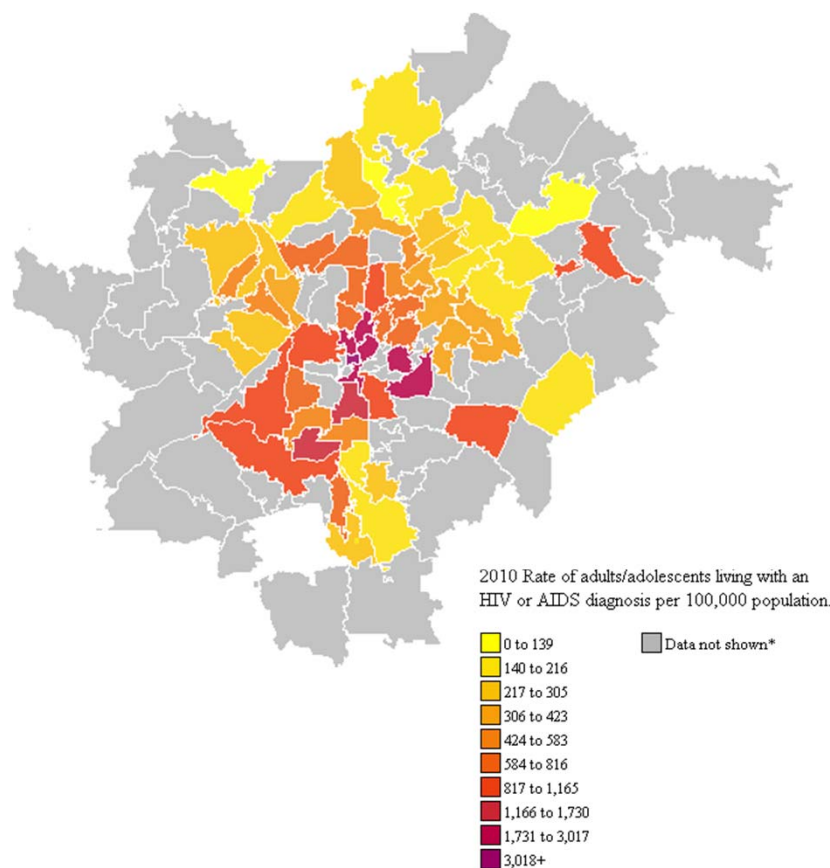 2010 Rate of adults/adolescents living with an
HIV or AIDS diagnosis per 100,000 population.
0 to 139
Data not shown*
140 to 216
217 to 305
306 to 423
424 to 583
584 to 816
817 to 1,165
1,166 to 1,730
1,731 to 3,017
3,018+